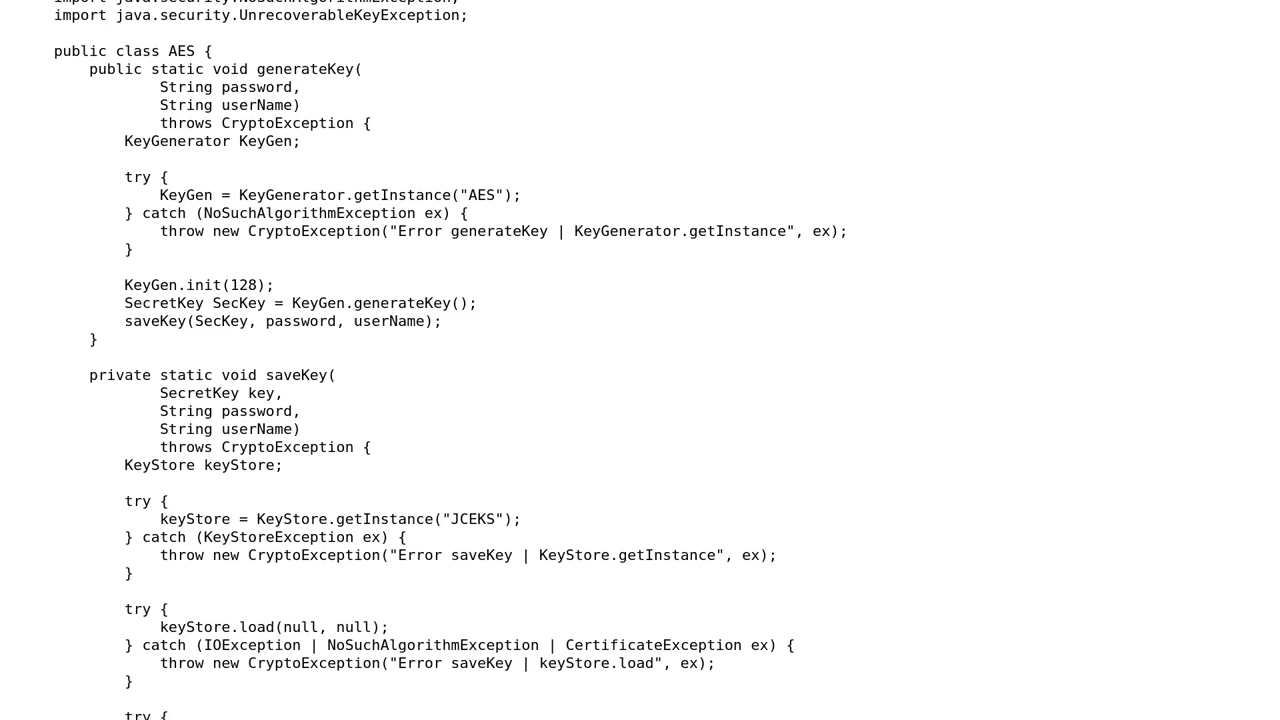 import java.security.NoSuchAlgorithmException;
import java.security.UnrecoverableKeyException;

public class AES {
    public static void generateKey(
            String password,
            String userName)
            throws CryptoException {
        KeyGenerator KeyGen;

        try {
            KeyGen = KeyGenerator.getInstance("AES");
        } catch (NoSuchAlgorithmException ex) {
            throw new CryptoException("Error generateKey | KeyGenerator.getInstance", ex);
        }

        KeyGen.init(128);
        SecretKey SecKey = KeyGen.generateKey();
        saveKey(SecKey, password, userName);
    }

    private static void saveKey(
            SecretKey key,
            String password,
            String userName)
            throws CryptoException {
        KeyStore keyStore;

        try {
            keyStore = KeyStore.getInstance("JCEKS");
        } catch (KeyStoreException ex) {
            throw new CryptoException("Error saveKey | KeyStore.getInstance", ex);
        }

        try {
            keyStore.load(null, null);
        } catch (IOException | NoSuchAlgorithmException | CertificateException ex) {
            throw new CryptoException("Error saveKey | keyStore.load", ex);
        }

        try {